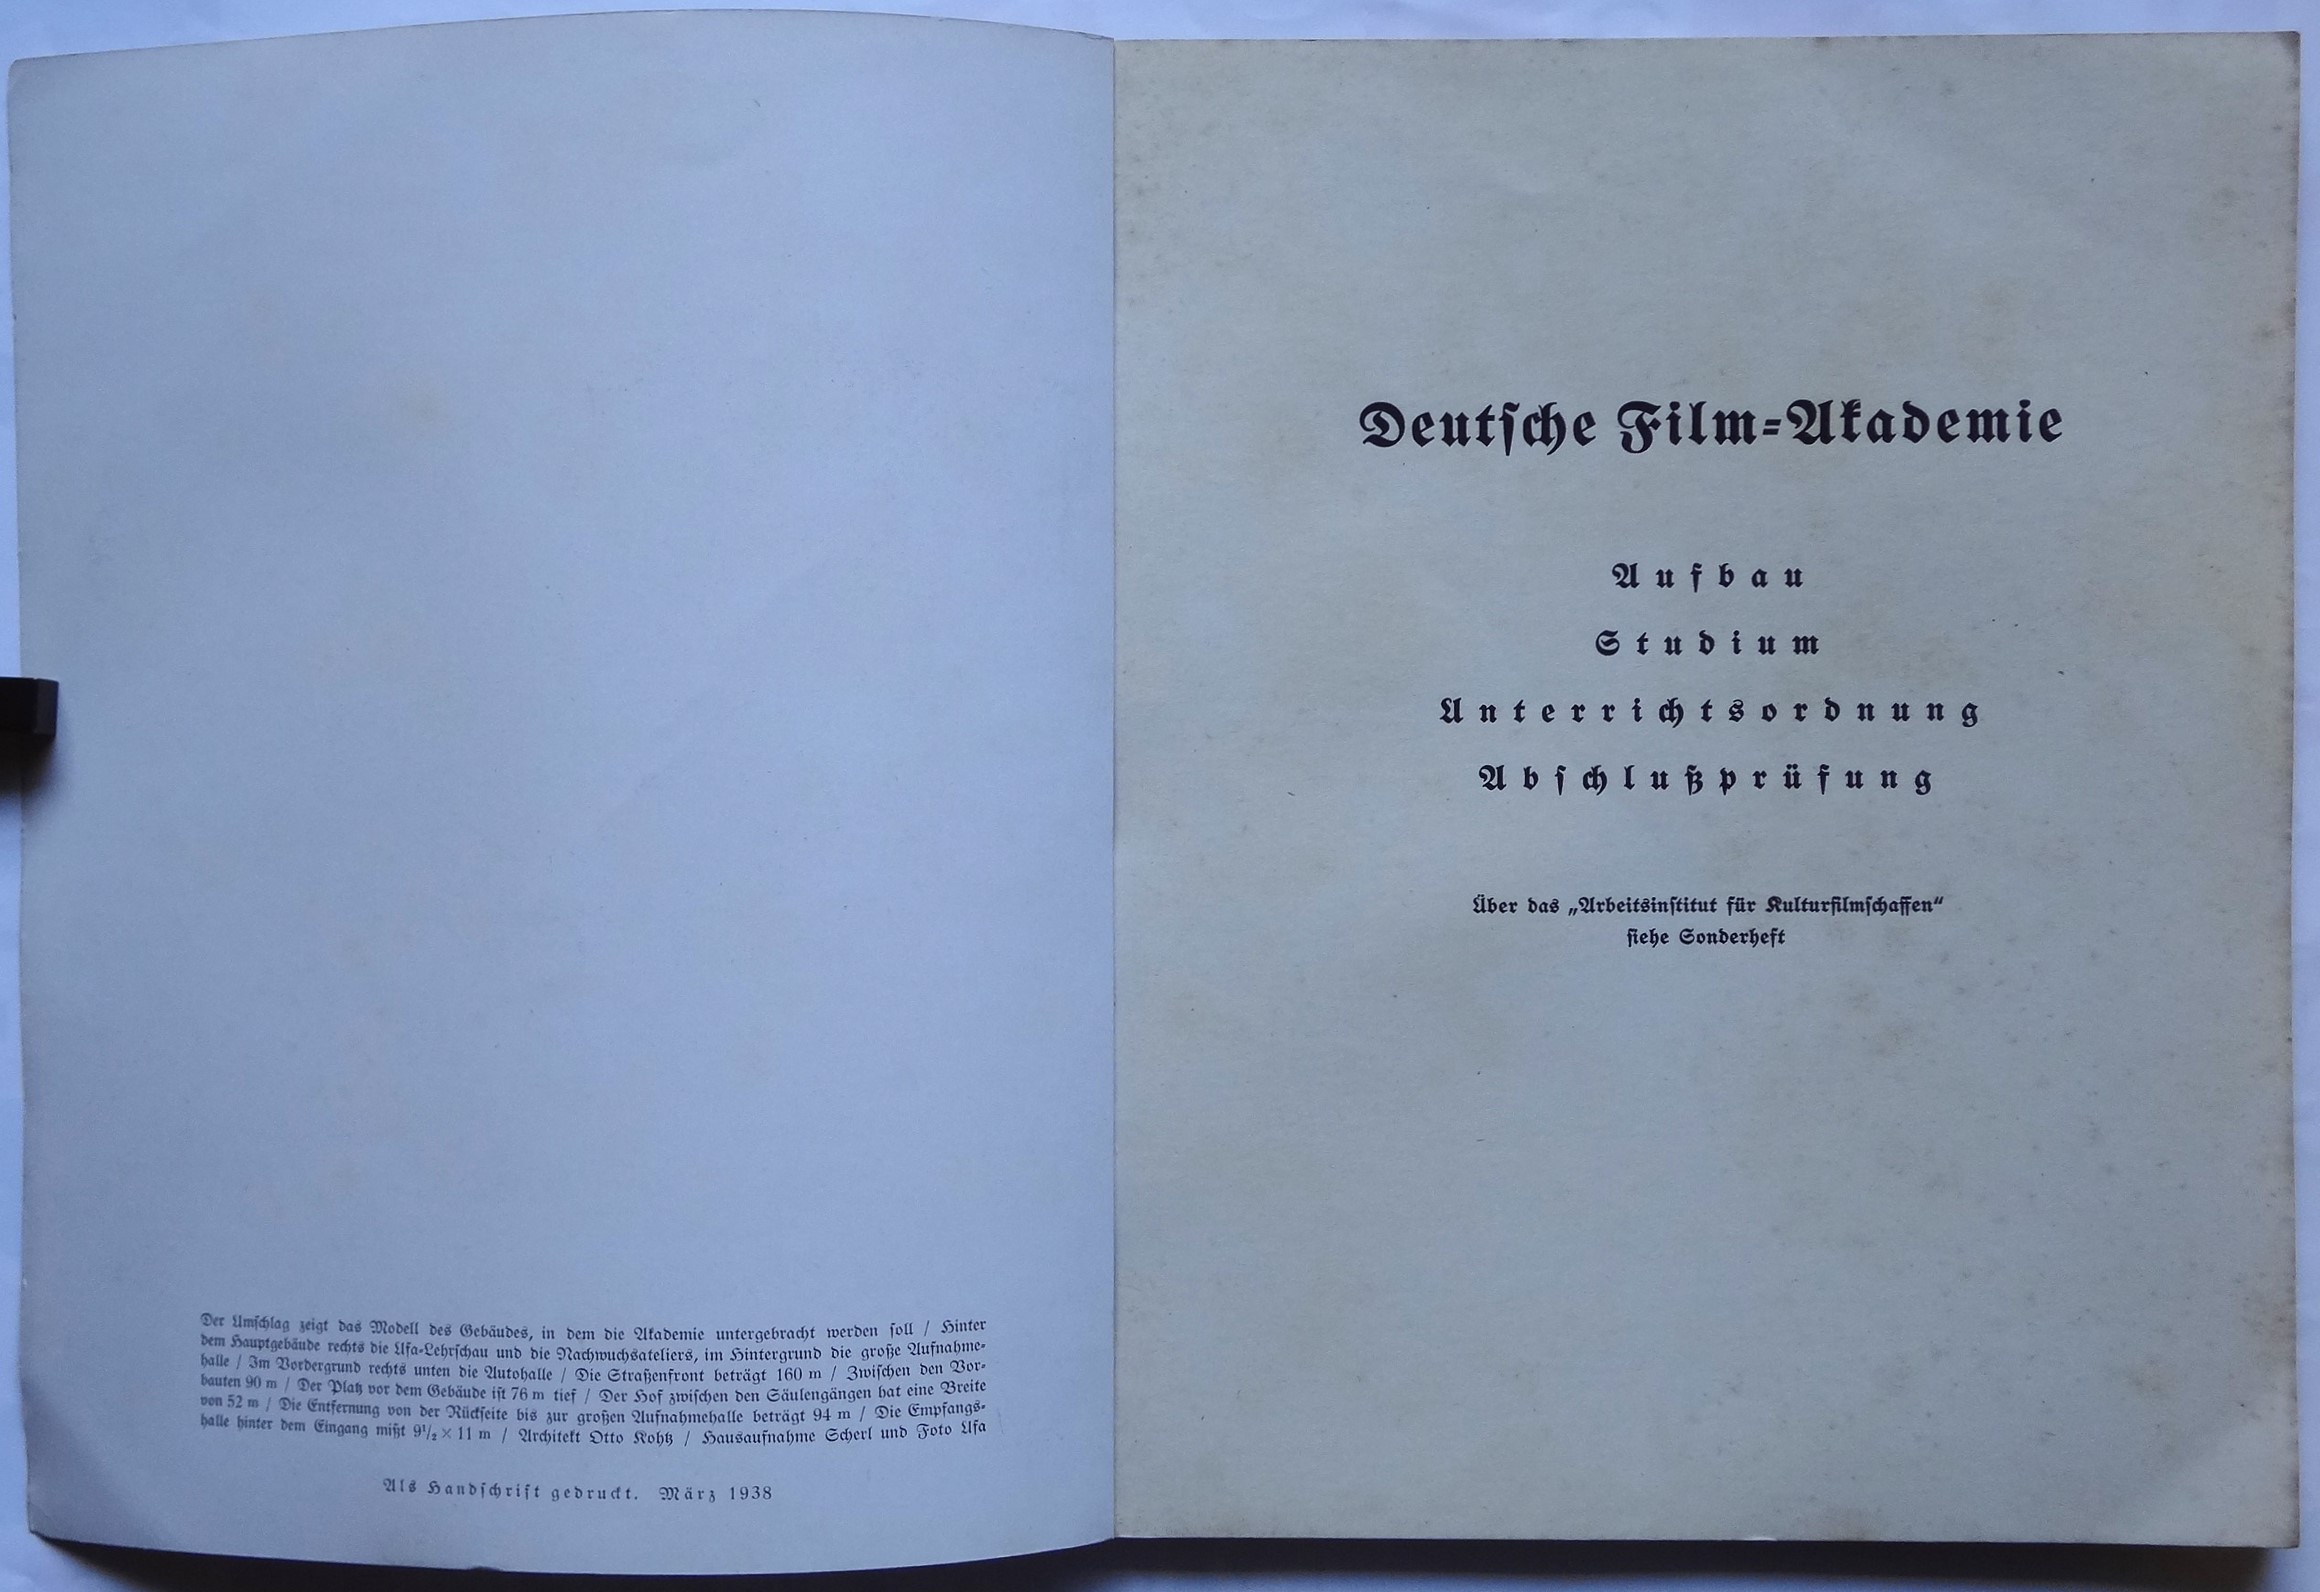 Der Umschlag zeigt das Modell des Gebäudes, in dem die Akademie untergebracht werden soll / Hinter
dem Hauptgebäude rechts die Ufa-Lehrschau und die Nachwuchsateliers, im Hintergrund die große Aufnahme-
halle / Im Vordergrund rechts unten die Autohalle / Die Straßenfront beträgt 160 m / Zwischen den Vor-
bauten 90 m / Der Platz vor dem Gebäude ist 76 m tief / Der Hof zwischen den Säulengängen hat eine Breite
von 52 m / Die Entfernung von der Rückseite bis zur großen Aufnahmehalle beträgt 94 m / Die Empfangs-
halle hinter dem Eingang mißt 9½ × 11 m / Architekt Otto Kohtz / Hausaufnahme Scherl und Foto Ufa
Als Handschrift gedruckt. März 1938
Deutsche Film-Akademie
Aufbau
Studium
Unterrichtsordnung
Abschlußprüfung
Über das „Arbeitsinstitut für Kulturfilmschaffen“
siehe Sonderheft